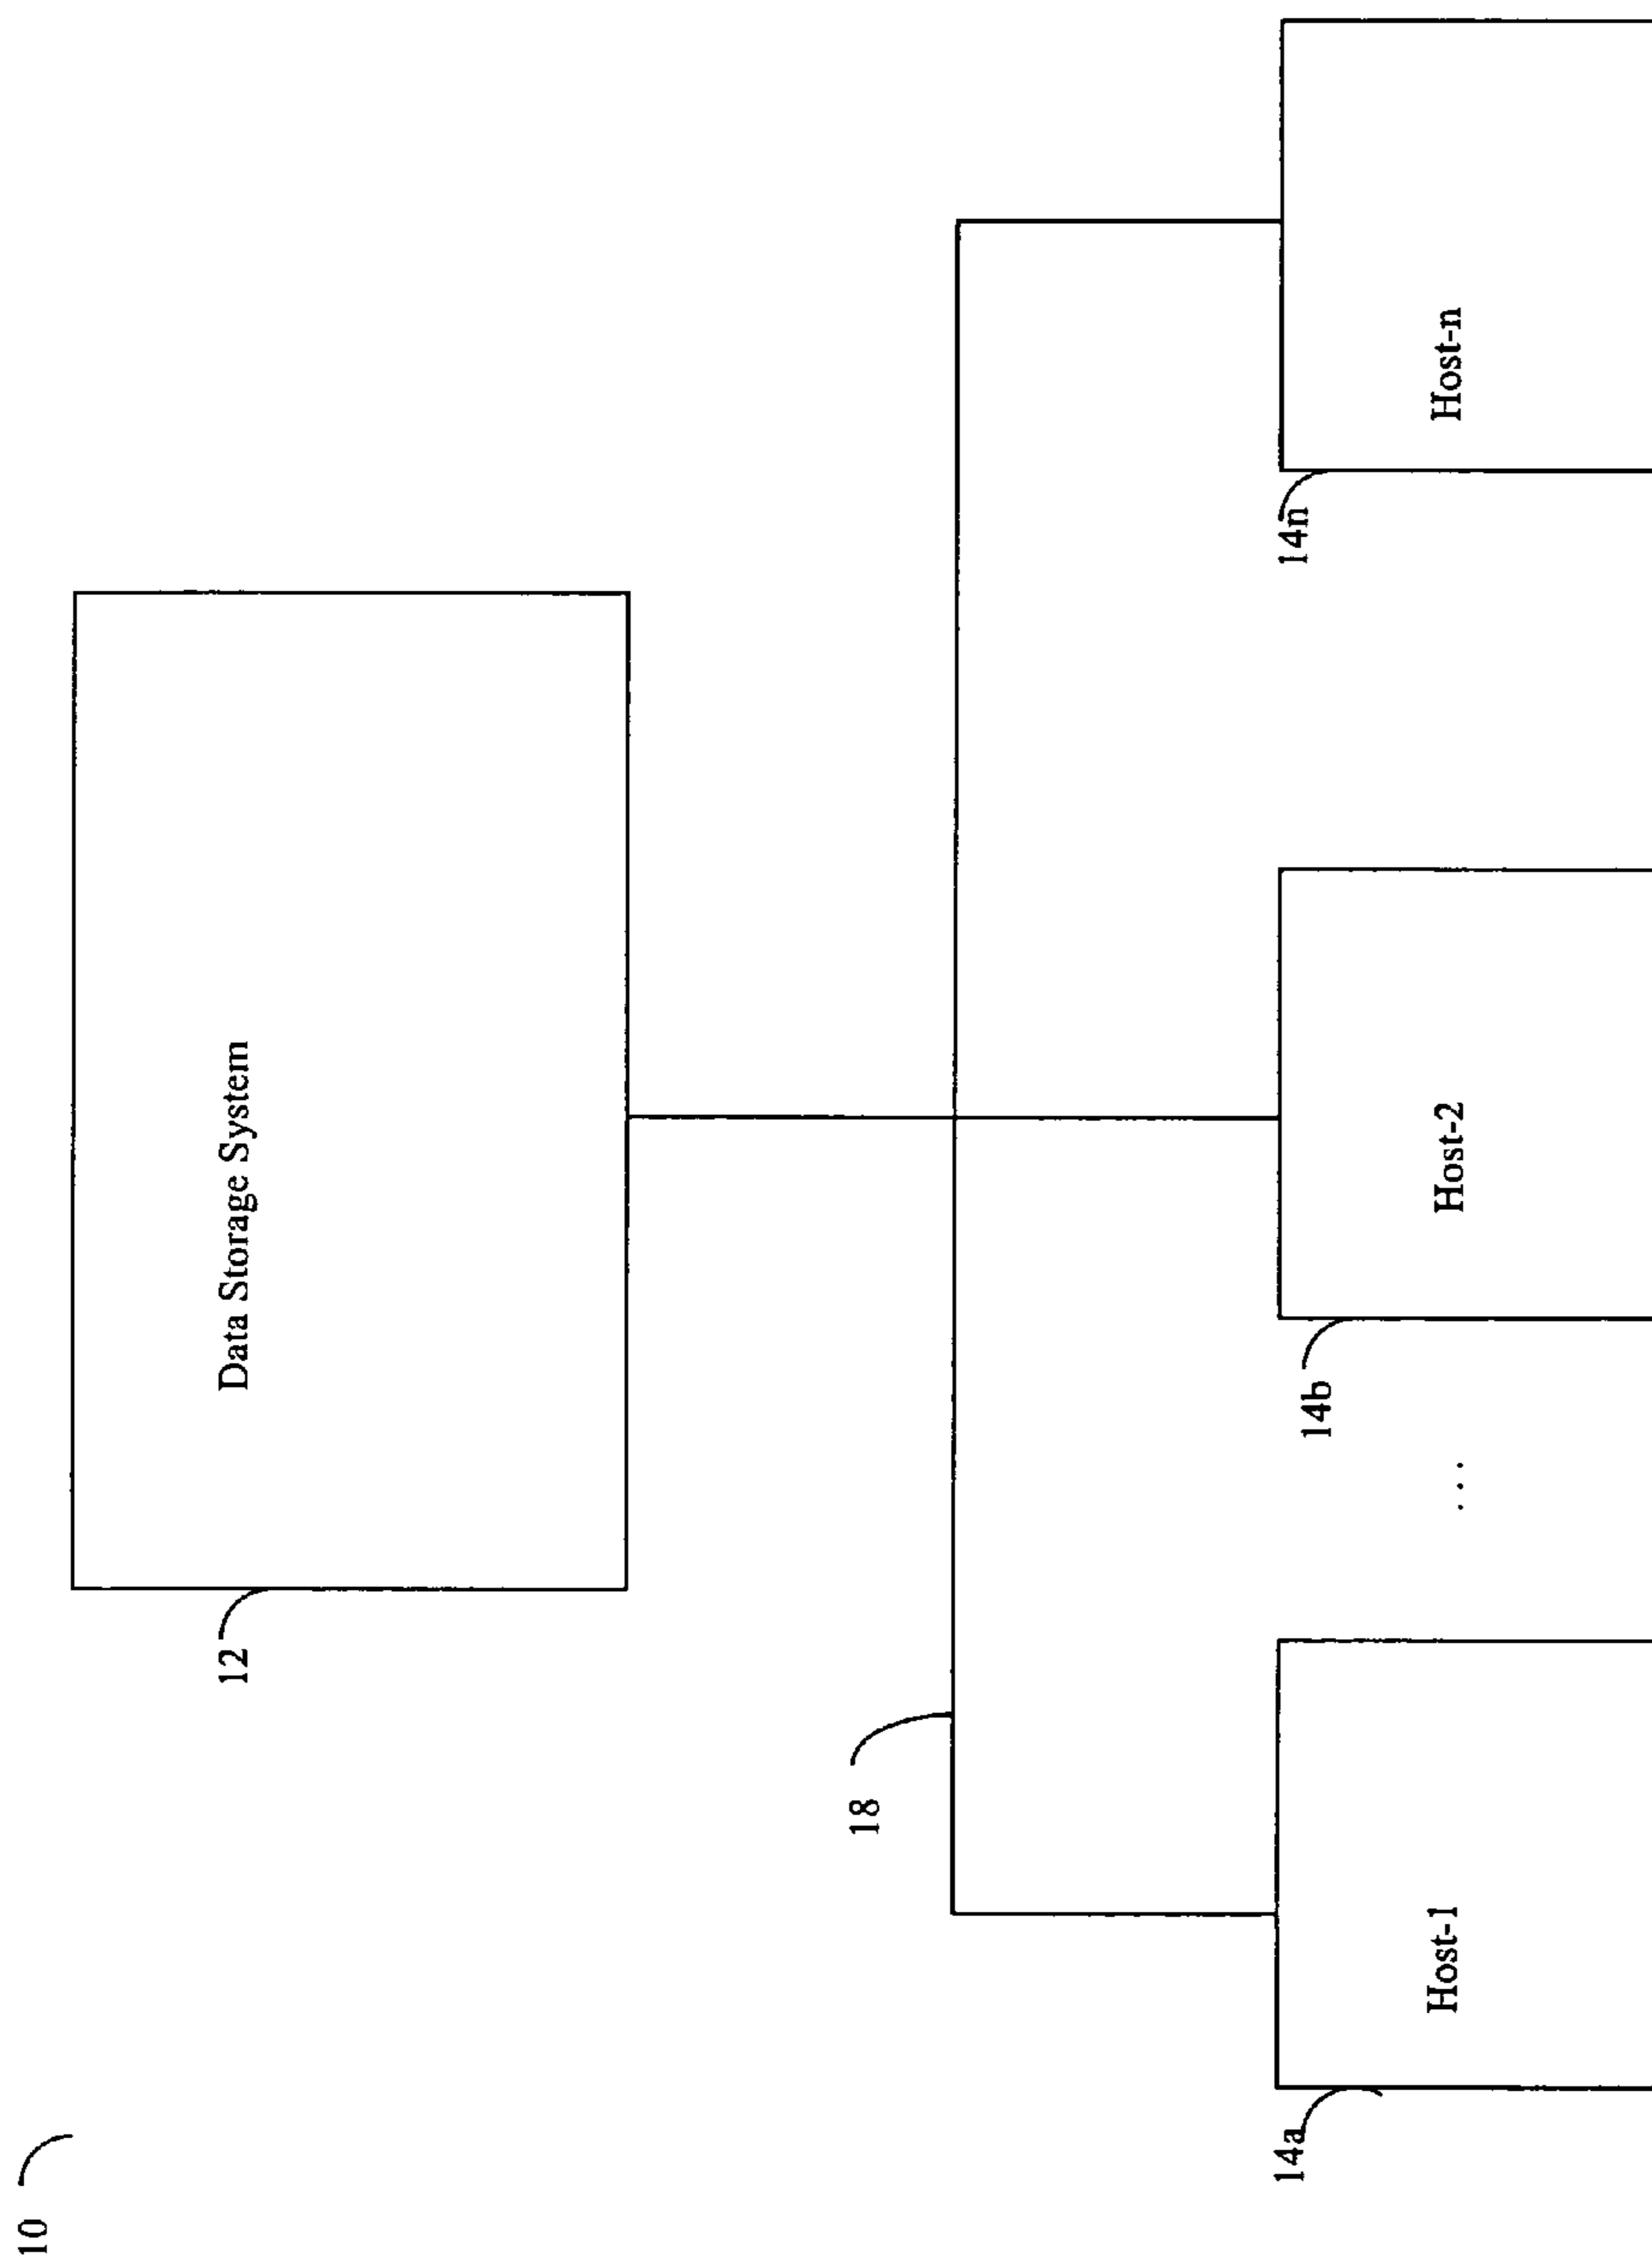 10
12
Data Storage System
18
14a
Host-1
...
14b
Host-2
14n
Host-n